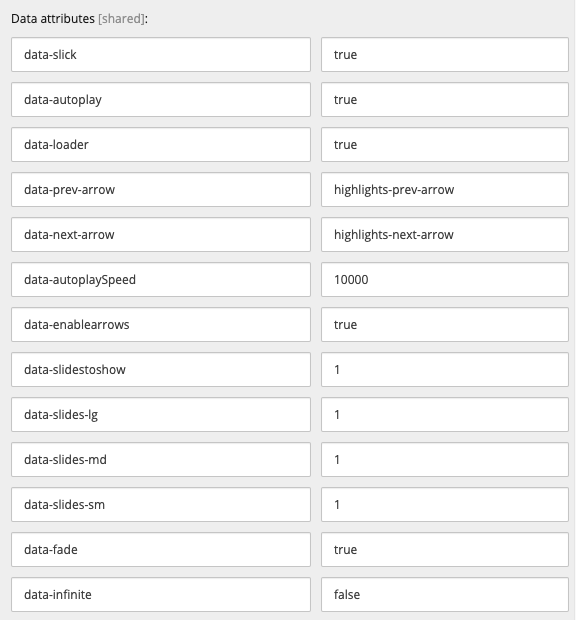 Data attributes [shared]:
data-slick true
data-autoplay true
data-loader true
data-prev-arrow highlights-prev-arrow
data-next-arrow highlights-next-arrow
data-autoplaySpeed 10000
data-enablearrows true
data-slidestoshow 1
data-slides-lg 1
data-slides-md 1
data-slides-sm 1
data-fade true
data-infinite false